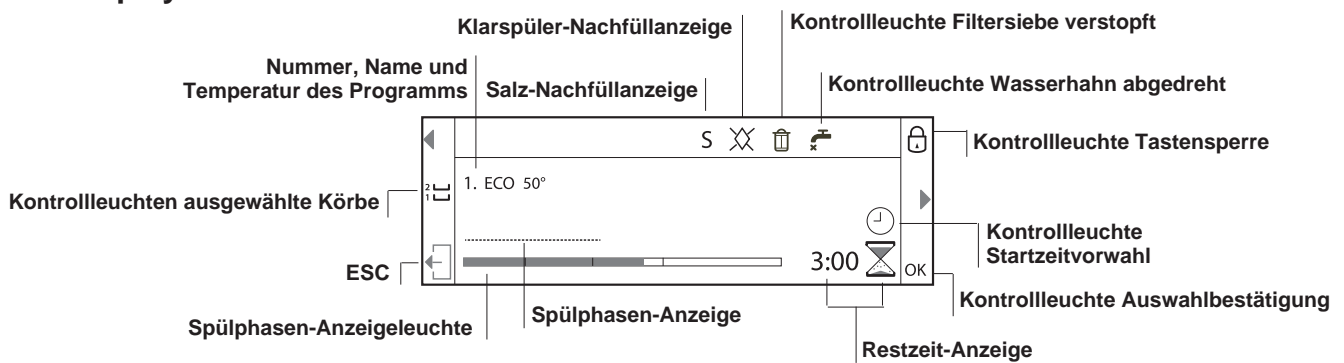 Klarspüler-Nachfüllanzeige
Kontrollleuchte Filtersiebe verstopft
Nummer, Name und
Temperatur des Programms
Salz-Nachfüllanzeige
Kontrollleuchte Wasserhahn abgedreht
S
Kontrollleuchte Tastensperre
1. ECO 50°
2
1
Kontrollleuchten ausgewählte Körbe
Kontrollleuchte
Startzeitvorwahl
3:00
OK
ESC
Kontrollleuchte Auswahlbestätigung
Spülphasen-Anzeige
Spülphasen-Anzeigeleuchte
Restzeit-Anzeige